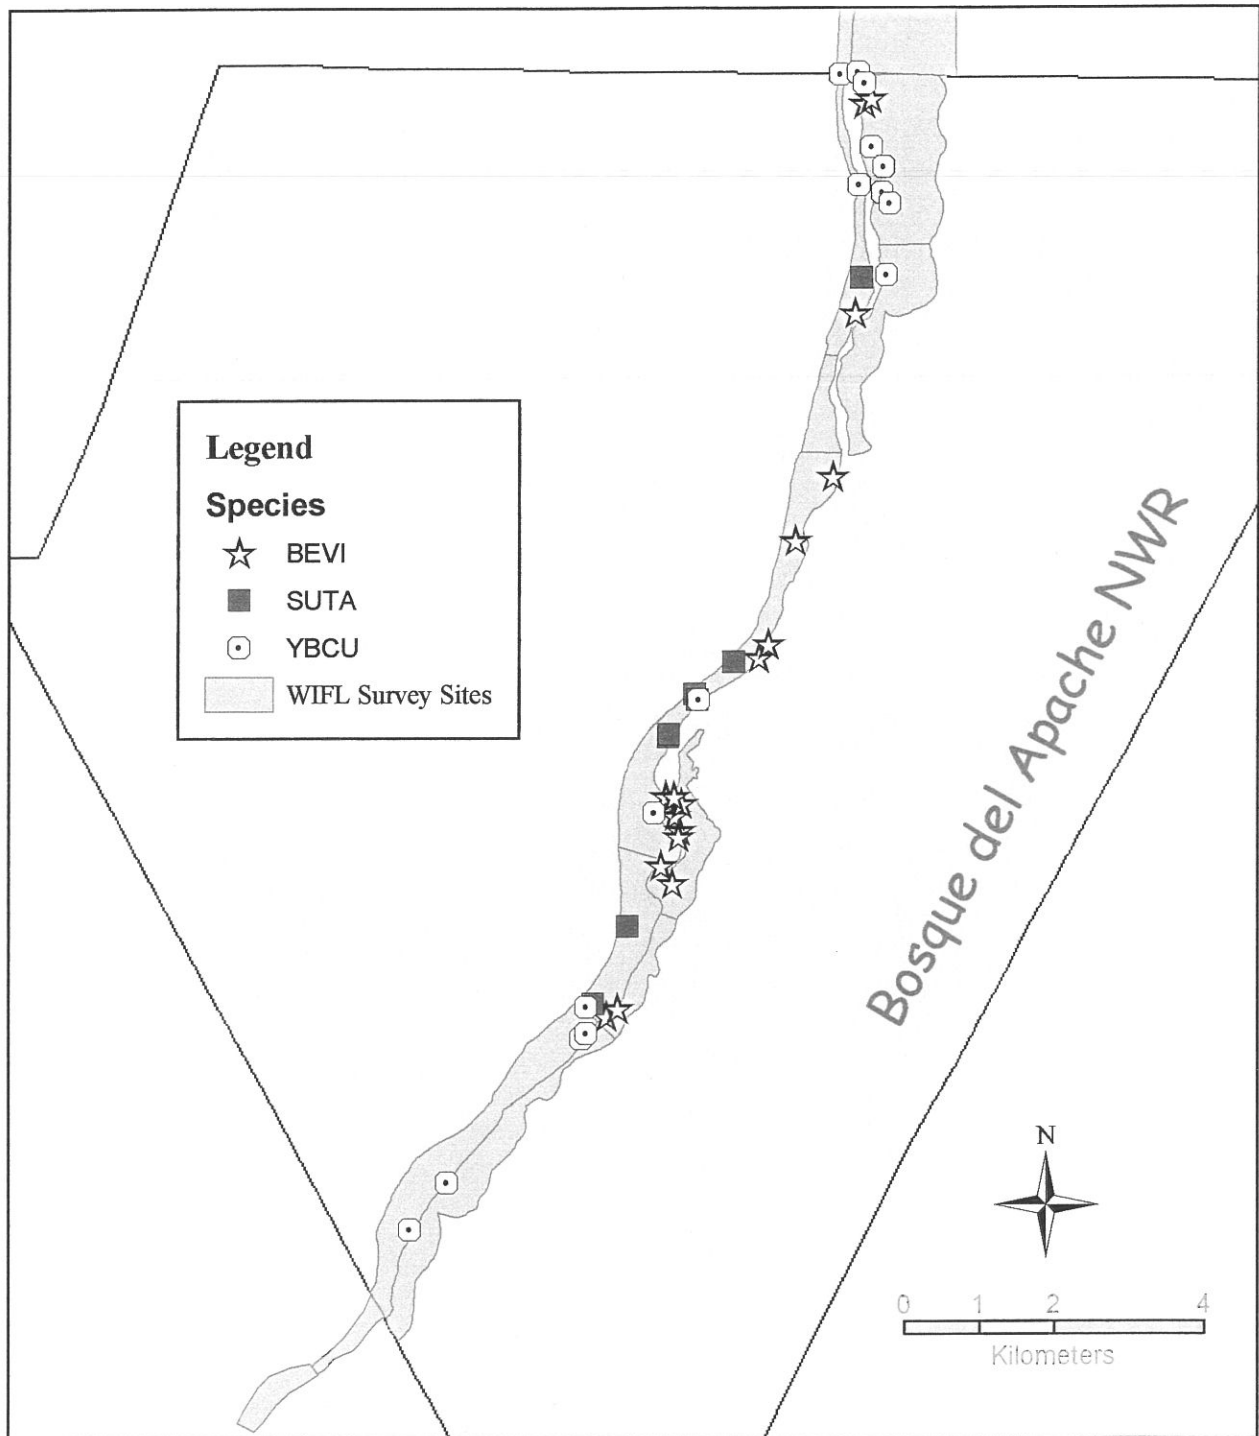 Legend
Species
BEVI
SUTA
YBCU
WIFL Survey Sites
Bosque del Apache NWR
N
0 1 2 4
Kilometers